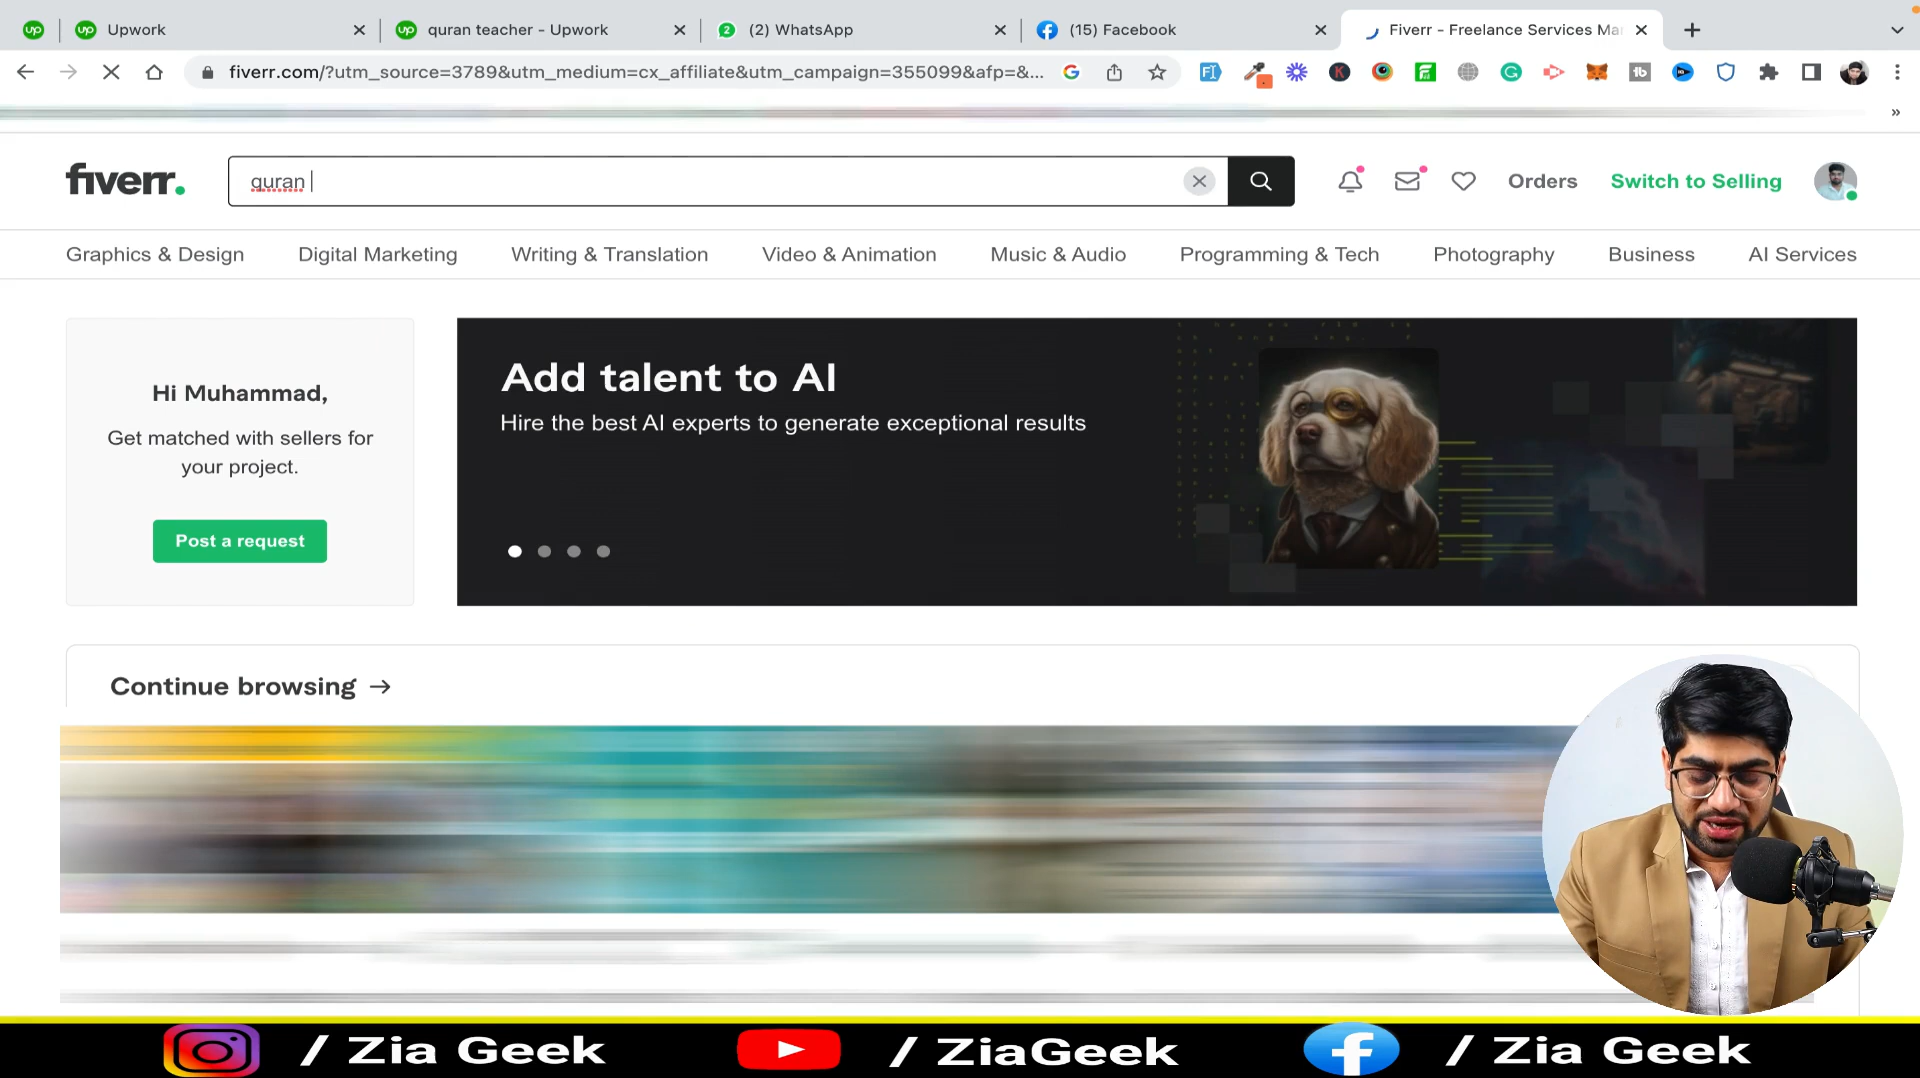 Upwork
quran teacher - Upwork
(2) WhatsApp
(15) Facebook
Fiverr - Freelance Services Mar
fiverr.com/?utm_source=3789&utm_medium=cx_affiliate&utm_campaign=355099&afp=&...
fiverr.
quran
Orders
Switch to Selling
Graphics & Design
Digital Marketing
Writing & Translation
Video & Animation
Music & Audio
Programming & Tech
Photography
Business
AI Services
Hi Muhammad,
Get matched with sellers for
your project.
Post a request
Add talent to AI
Hire the best AI experts to generate exceptional results
Continue browsing →
/ Zia Geek
/ ZiaGeek
/ Zia Geek